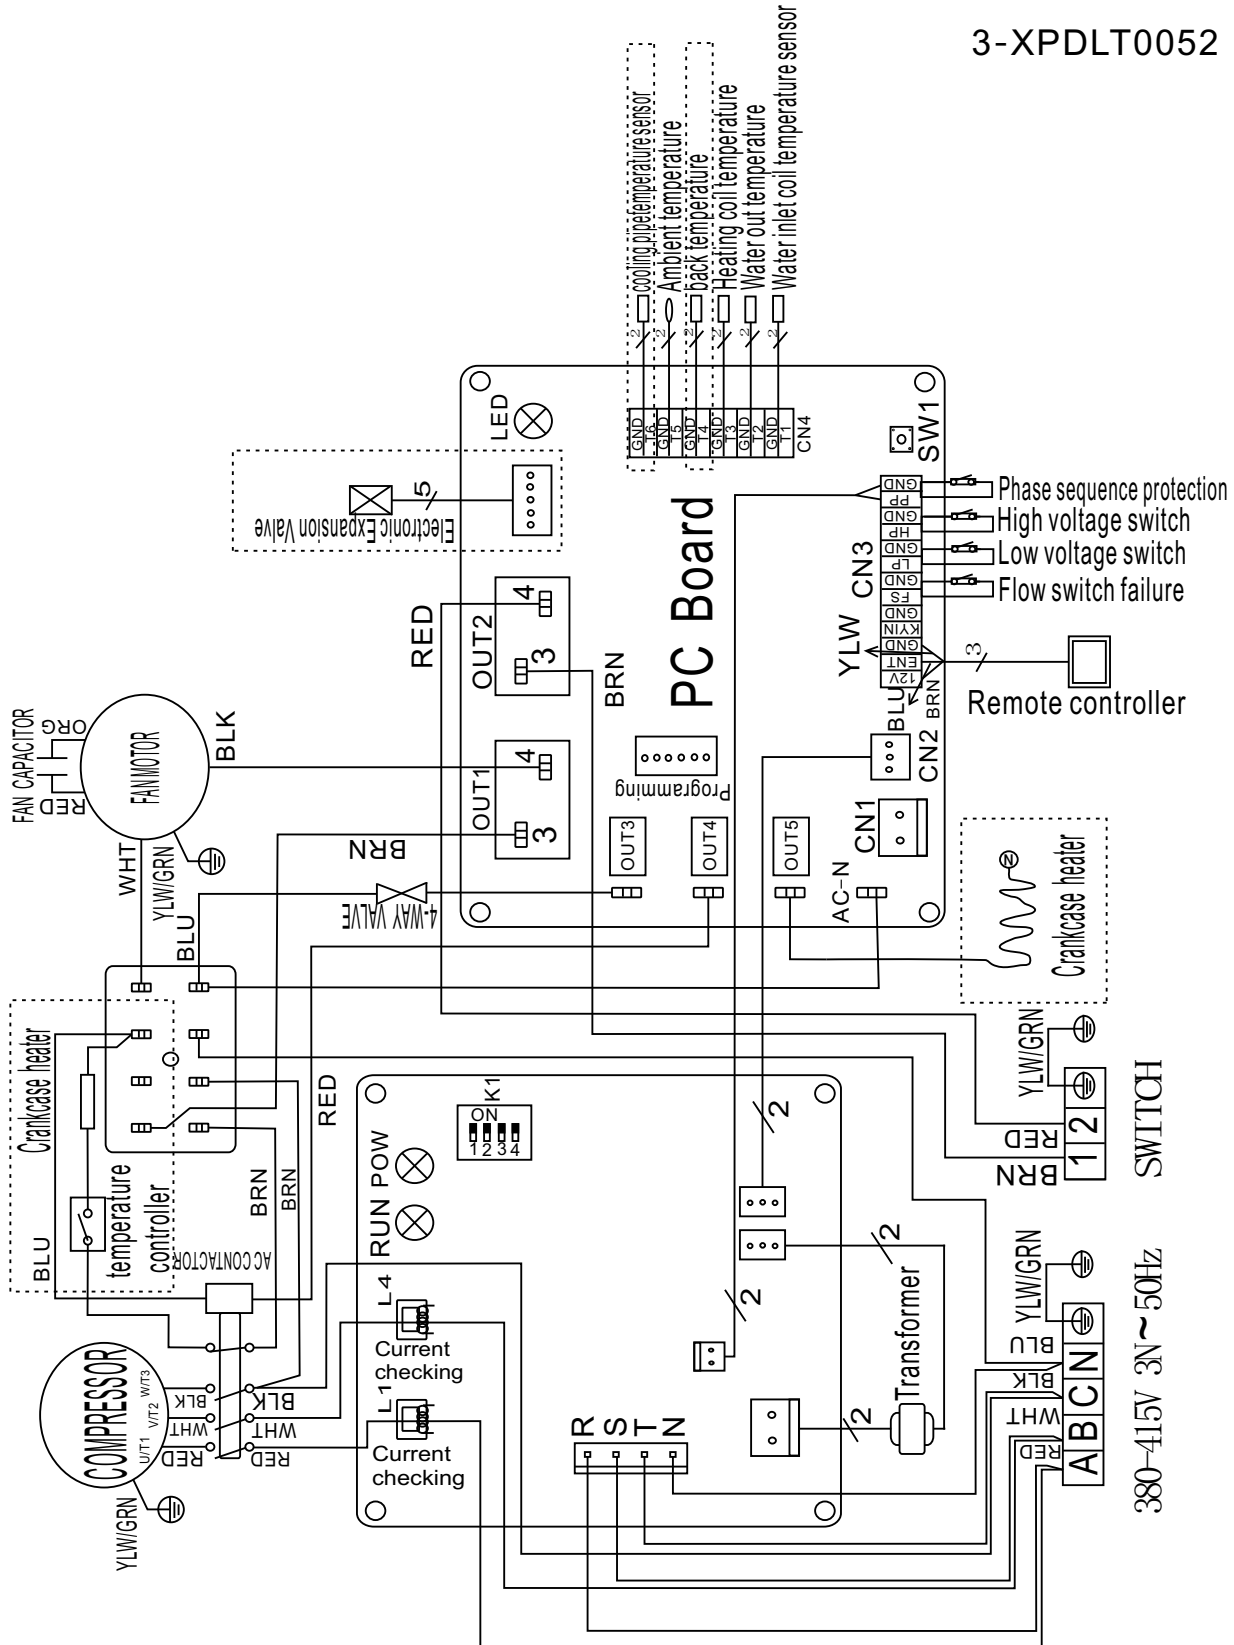 3-XPDLT0052
cooling pipetemperature sensor
Ambient temperature
back temperature
Heating coil temperature
Water out temperature
Water inlet coil temperature sensor
2
2
2
2
2
2
GND
T6
GND
T5
GND
T4
GND
T3
GND
T2
GND
T1
CN4
LED
SW1
Electronic Expansion Valve
5
PC Board
CN3
GND
PP
GND
HP
GND
LP
GND
FS
GND
KYIN
GND
ENT
12V
Phase sequence protection
High voltage switch
Low voltage switch
Flow switch failure
YLW
BLU
BRN
3
Remote controller
RED
OUT2
4
3
BRN
OUT1
4
3
Programming
OUT3
OUT4
OUT5
CN2
CN1
AC-N
FAN CAPACITOR
ORG
RED
FAN MOTOR
BLK
WHT
YLW/GRN
BRN
BLU
4-WAY VALVE
Crankcase heater
N
Crankcase heater
temperature
controller
BLU
AC CONTACTOR
BRN
BRN
RED
K1
ON
1 2 3 4
POW
RUN
2
2
2
2
L4
Current
checking
L1
Current
checking
COMPRESSOR
U/T1
V/T2
W/T3
BLK
WHT
RED
BLK
WHT
RED
YLW/GRN
R
S
T
N
Transformer
YLW/GRN
RED
BRN
1
2
SWITCH
YLW/GRN
BLU
BLK
WHT
RED
A
B
C
N
380-415V 3N~50HZ